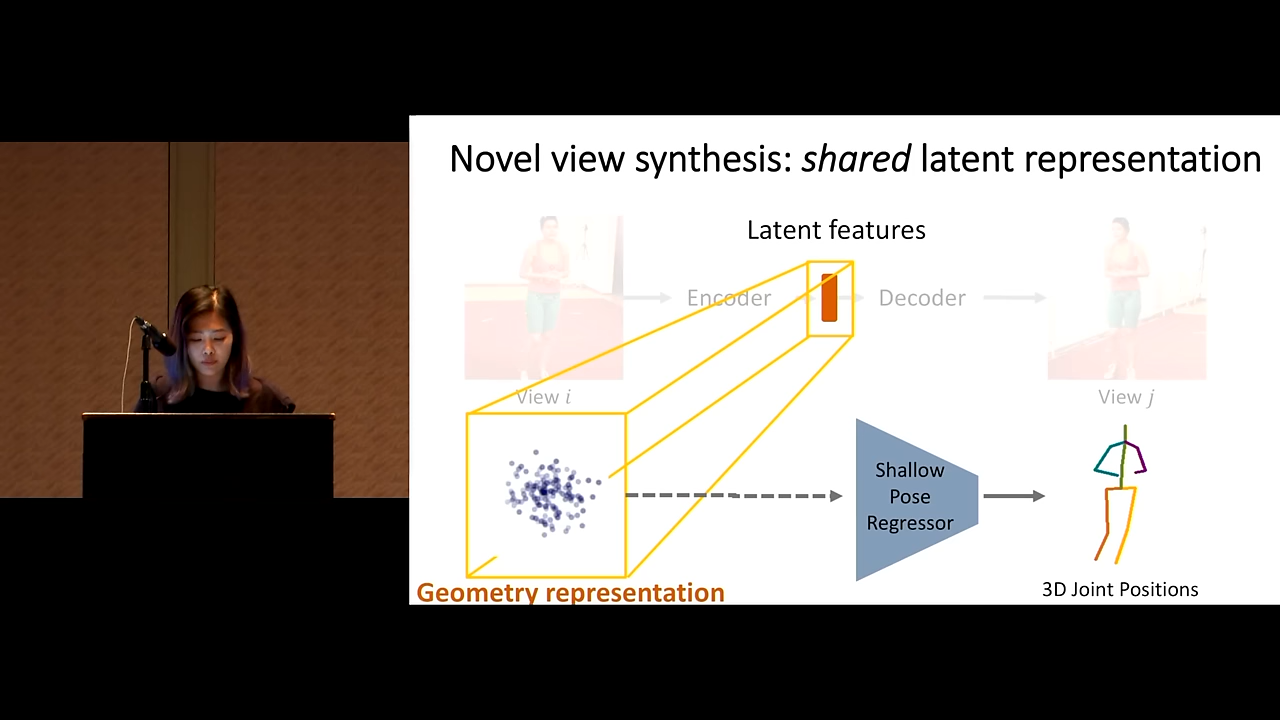 Novel view synthesis: shared latent representation
Latent features
Encoder
Decoder
View i
View j
Shallow
Pose
Regressor
Geometry representation
3D Joint Positions